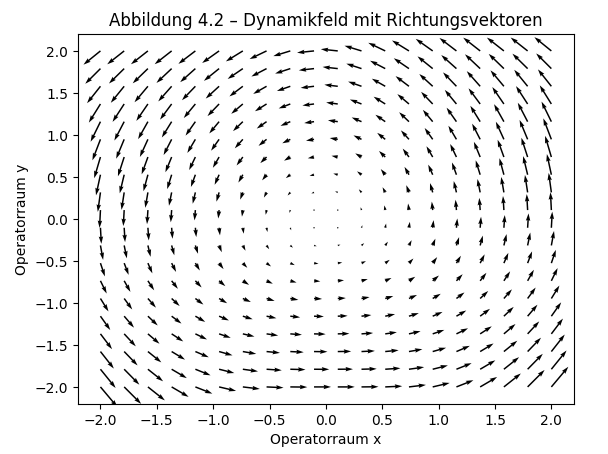 Abbildung 4.2 – Dynamikfeld mit Richtungsvektoren
2.0
1.5
1.0
0.5
0.0
−0.5
−1.0
−1.5
−2.0
Operatorraum y
−2.0 −1.5 −1.0 −0.5 0.0 0.5 1.0 1.5 2.0
Operatorraum x